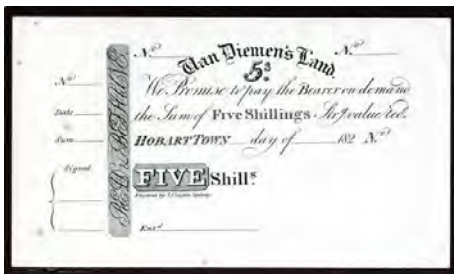 Nº Nº
Van Diemen's Land.
5ˢ
Nº
We Promise to pay the Bearer on demand
Date
the Sum of Five Shillings Stg. value recd.
Sum
HOBART TOWN day of 182 Nº
Signed
FIVE Shillˢ.
Entd